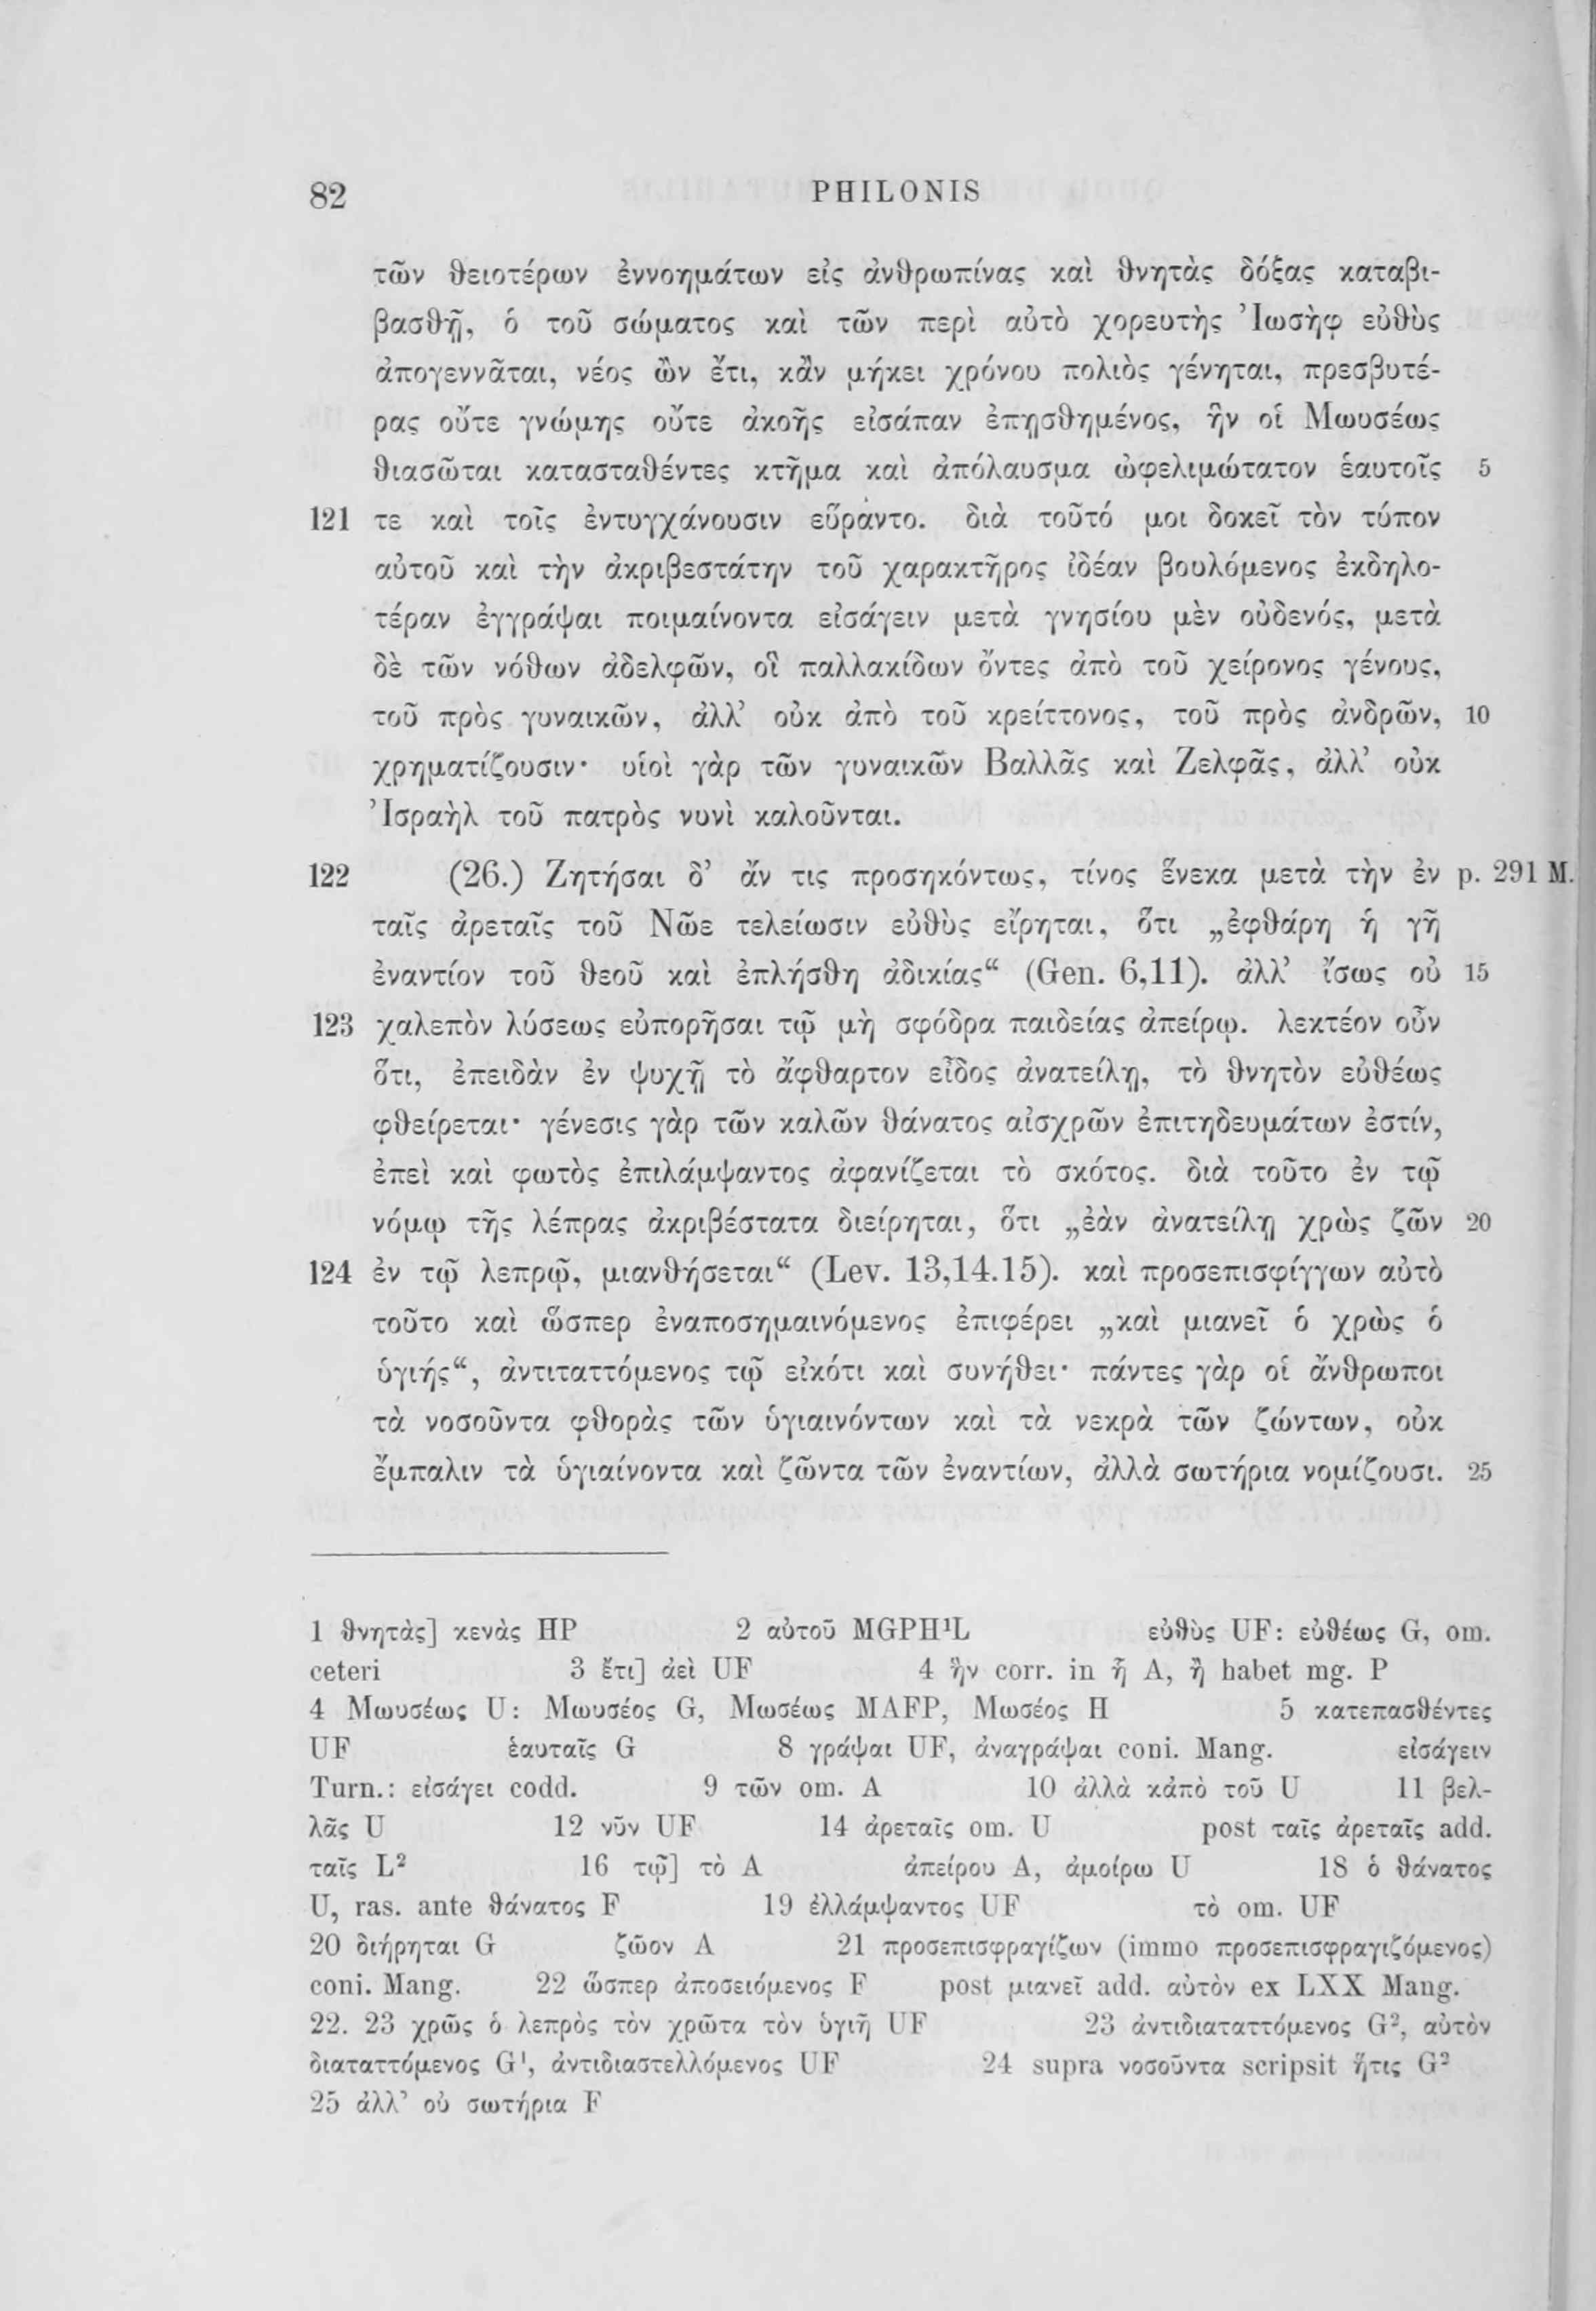 82 PHILONIS
τῶν θειοτέρων ἐννοημάτων εἰς ἀνθρωπίνας καὶ θνητὰς δόξας καταβι-
βασθῇ, ὁ τοῦ σώματος καὶ τῶν περὶ αὐτὸ χορευτὴς Ἰωσὴφ εὐθὺς
ἀπογεννᾶται, νέος ὢν ἔτι, κἂν μήκει χρόνου πολιὸς γένηται, πρεσβυτέ-
ρας οὔτε γνώμης οὔτε ἀκοῆς εἰσάπαν ἐπῃσθημένος, ἣν οἱ Μωυσέως
θιασῶται κατασταθέντες κτῆμα καὶ ἀπόλαυσμα ὠφελιμώτατον ἑαυτοῖς 5
121 τε καὶ τοῖς ἐντυγχάνουσιν εὕραντο. διὰ τοῦτό μοι δοκεῖ τὸν τύπον
αὐτοῦ καὶ τὴν ἀκριβεστάτην τοῦ χαρακτῆρος ἰδέαν βουλόμενος ἐκδηλο-
τέραν ἐγγράψαι ποιμαίνοντα εἰσάγειν μετὰ γνησίου μὲν οὐδενός, μετὰ
δὲ τῶν νόθων ἀδελφῶν, οἳ παλλακίδων ὄντες ἀπὸ τοῦ χείρονος γένους,
τοῦ πρὸς γυναικῶν, ἀλλ’ οὐκ ἀπὸ τοῦ κρείττονος, τοῦ πρὸς ἀνδρῶν, 10
χρηματίζουσιν· υἱοὶ γὰρ τῶν γυναικῶν Βαλλᾶς καὶ Ζελφᾶς, ἀλλ’ οὐκ
Ἰσραὴλ τοῦ πατρὸς νυνὶ καλοῦνται.
122 (26.) Ζητήσαι δ’ ἄν τις προσηκόντως, τίνος ἕνεκα μετὰ τὴν ἐν p. 291 M.
ταῖς ἀρεταῖς τοῦ Νῶε τελείωσιν εὐθὺς εἴρηται, ὅτι „ἐφθάρη ἡ γῆ
ἐναντίον τοῦ θεοῦ καὶ ἐπλήσθη ἀδικίας“ (Gen. 6,11). ἀλλ’ ἴσως οὐ 15
123 χαλεπὸν λύσεως εὐπορῆσαι τῷ μὴ σφόδρα παιδείας ἀπείρῳ. λεκτέον οὖν
ὅτι, ἐπειδὰν ἐν ψυχῇ τὸ ἄφθαρτον εἶδος ἀνατείλῃ, τὸ θνητὸν εὐθέως
φθείρεται· γένεσις γὰρ τῶν καλῶν θάνατος αἰσχρῶν ἐπιτηδευμάτων ἐστίν,
ἐπεὶ καὶ φωτὸς ἐπιλάμψαντος ἀφανίζεται τὸ σκότος. διὰ τοῦτο ἐν τῷ
νόμῳ τῆς λέπρας ἀκριβέστατα διείρηται, ὅτι „ἐὰν ἀνατείλῃ χρὼς ζῶν 20
124 ἐν τῷ λεπρῷ, μιανθήσεται“ (Lev. 13,14.15). καὶ προσεπισφίγγων αὐτὸ
τοῦτο καὶ ὥσπερ ἐναποσημαινόμενος ἐπιφέρει „καὶ μιανεῖ ὁ χρὼς ὁ
ὑγιής“, ἀντιταττόμενος τῷ εἰκότι καὶ συνήθει· πάντες γὰρ οἱ ἄνθρωποι
τὰ νοσοῦντα φθορὰς τῶν ὑγιαινόντων καὶ τὰ νεκρὰ τῶν ζώντων, οὐκ
ἔμπαλιν τὰ ὑγιαίνοντα καὶ ζῶντα τῶν ἐναντίων, ἀλλὰ σωτήρια νομίζουσι. 25
1 θνητὰς] κενὰς HP 2 αὐτοῦ MGPH¹L εὐθὺς UF: εὐθέως G, om.
ceteri 3 ἔτι] ἀεὶ UF 4 ἣν corr. in ᾗ A, ἢ habet mg. P
4 Μωυσέως U: Μωυσέος G, Μωσέως MAFP, Μωσέος H 5 κατεπασθέντες
UF ἑαυταῖς G 8 γράψαι UF, ἀναγράψαι coni. Mang. εἰσάγειν
Turn.: εἰσάγει codd. 9 τῶν om. A 10 ἀλλὰ κἀπὸ τοῦ U 11 βελ-
λᾶς U 12 νῦν UF 14 ἀρεταῖς om. U post ταῖς ἀρεταῖς add.
ταῖς L² 16 τῷ] τὸ A ἀπείρου A, ἀμοίρω U 18 ὁ θάνατος
U, ras. ante θάνατος F 19 ἐλλάμψαντος UF τὸ om. UF
20 διήρηται G ζῶον A 21 προσεπισφραγίζων (immo προσεπισφραγιζόμενος)
coni. Mang. 22 ὥσπερ ἀποσειόμενος F post μιανεῖ add. αὐτὸν ex LXX Mang.
22. 23 χρῶς ὁ λεπρὸς τὸν χρῶτα τὸν ὑγιῆ UF 23 ἀντιδιαταττόμενος G², αὐτὸν
διαταττόμενος G¹, ἀντιδιαστελλόμενος UF 24 supra νοσοῦντα scripsit ἥτις G²
25 ἀλλ’ οὐ σωτήρια F